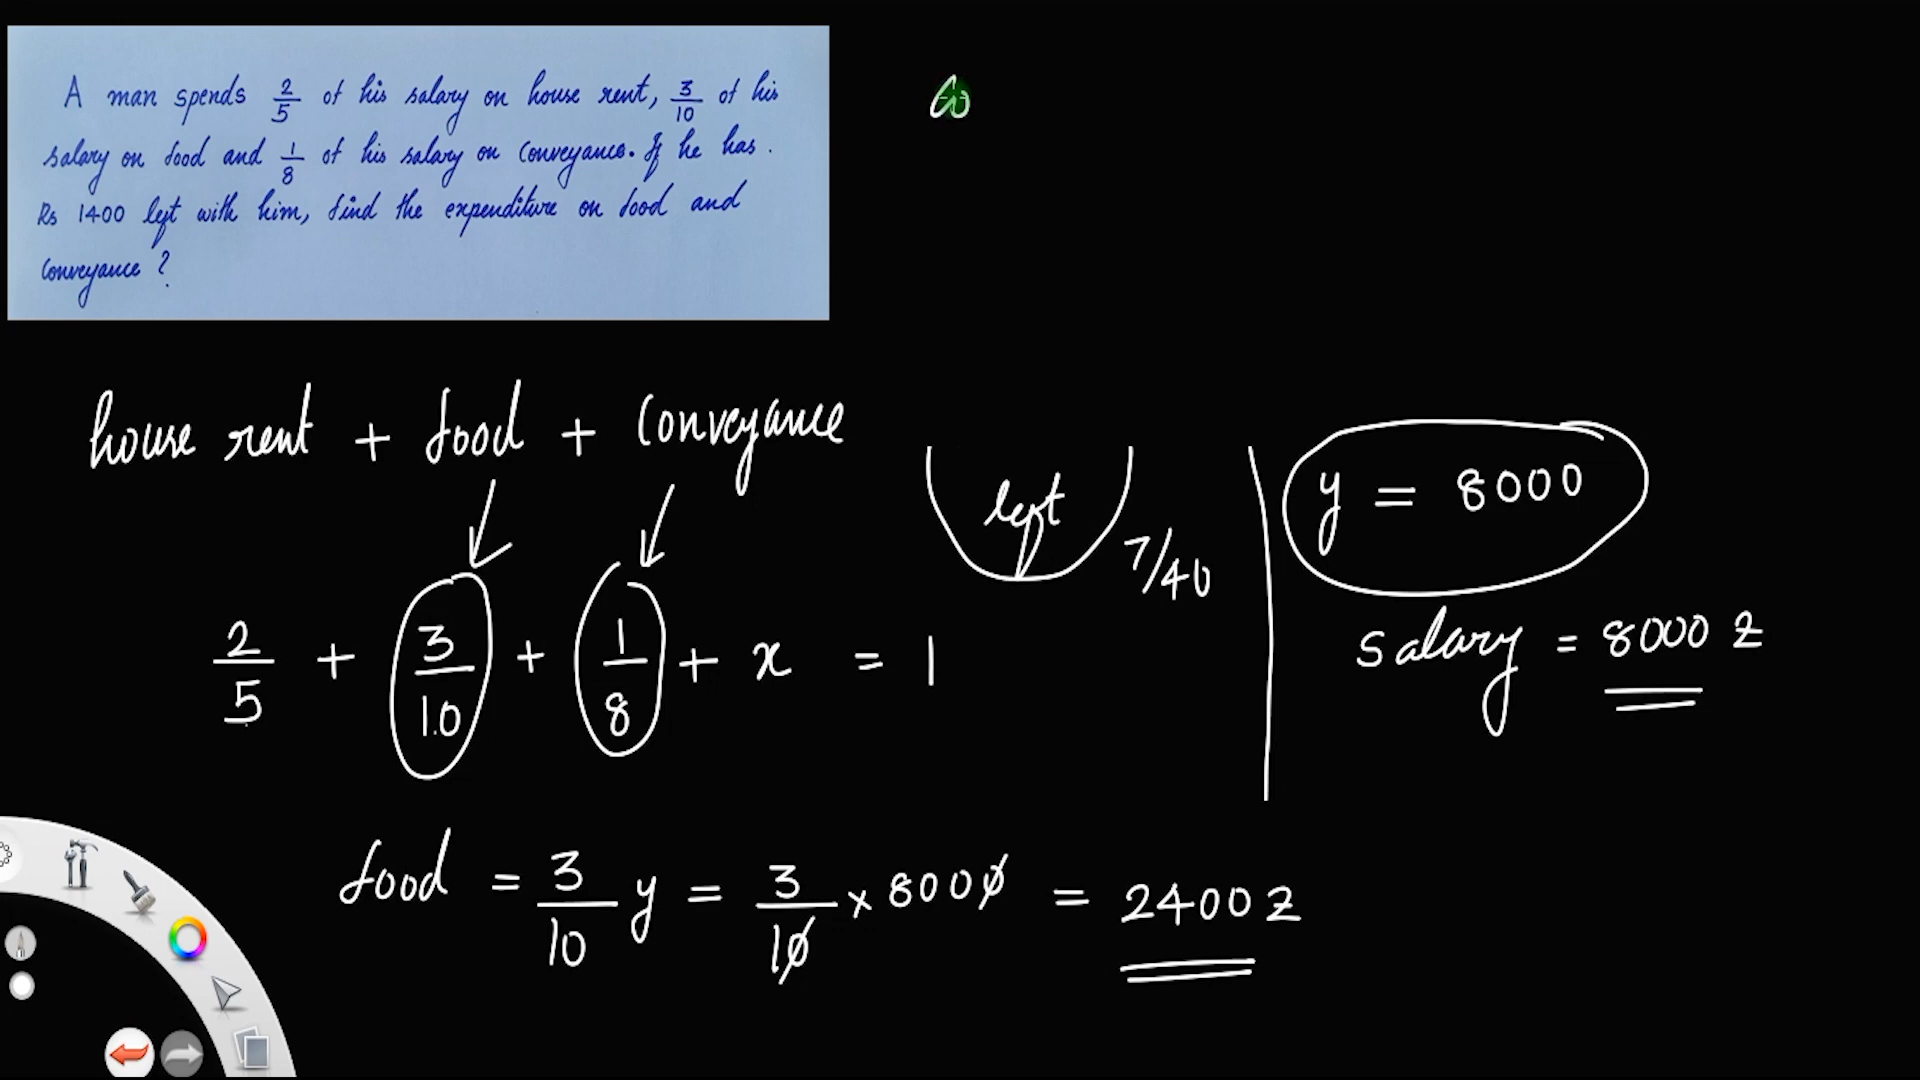 A man spends 2/5 of his salary on house rent, 3/10 of his
salary on food and 1/8 of his salary on conveyance. If he has.
Rs 1400 left with him, find the expenditure on food and
Conveyance ?
Co
house rent + food + Conveyance
left 7/40
y = 8000
salary = 8000 z
2/5 + 3/10 + 1/8 + x = 1
food = 3/10 y = 3/10 × 8000 = 2400 z